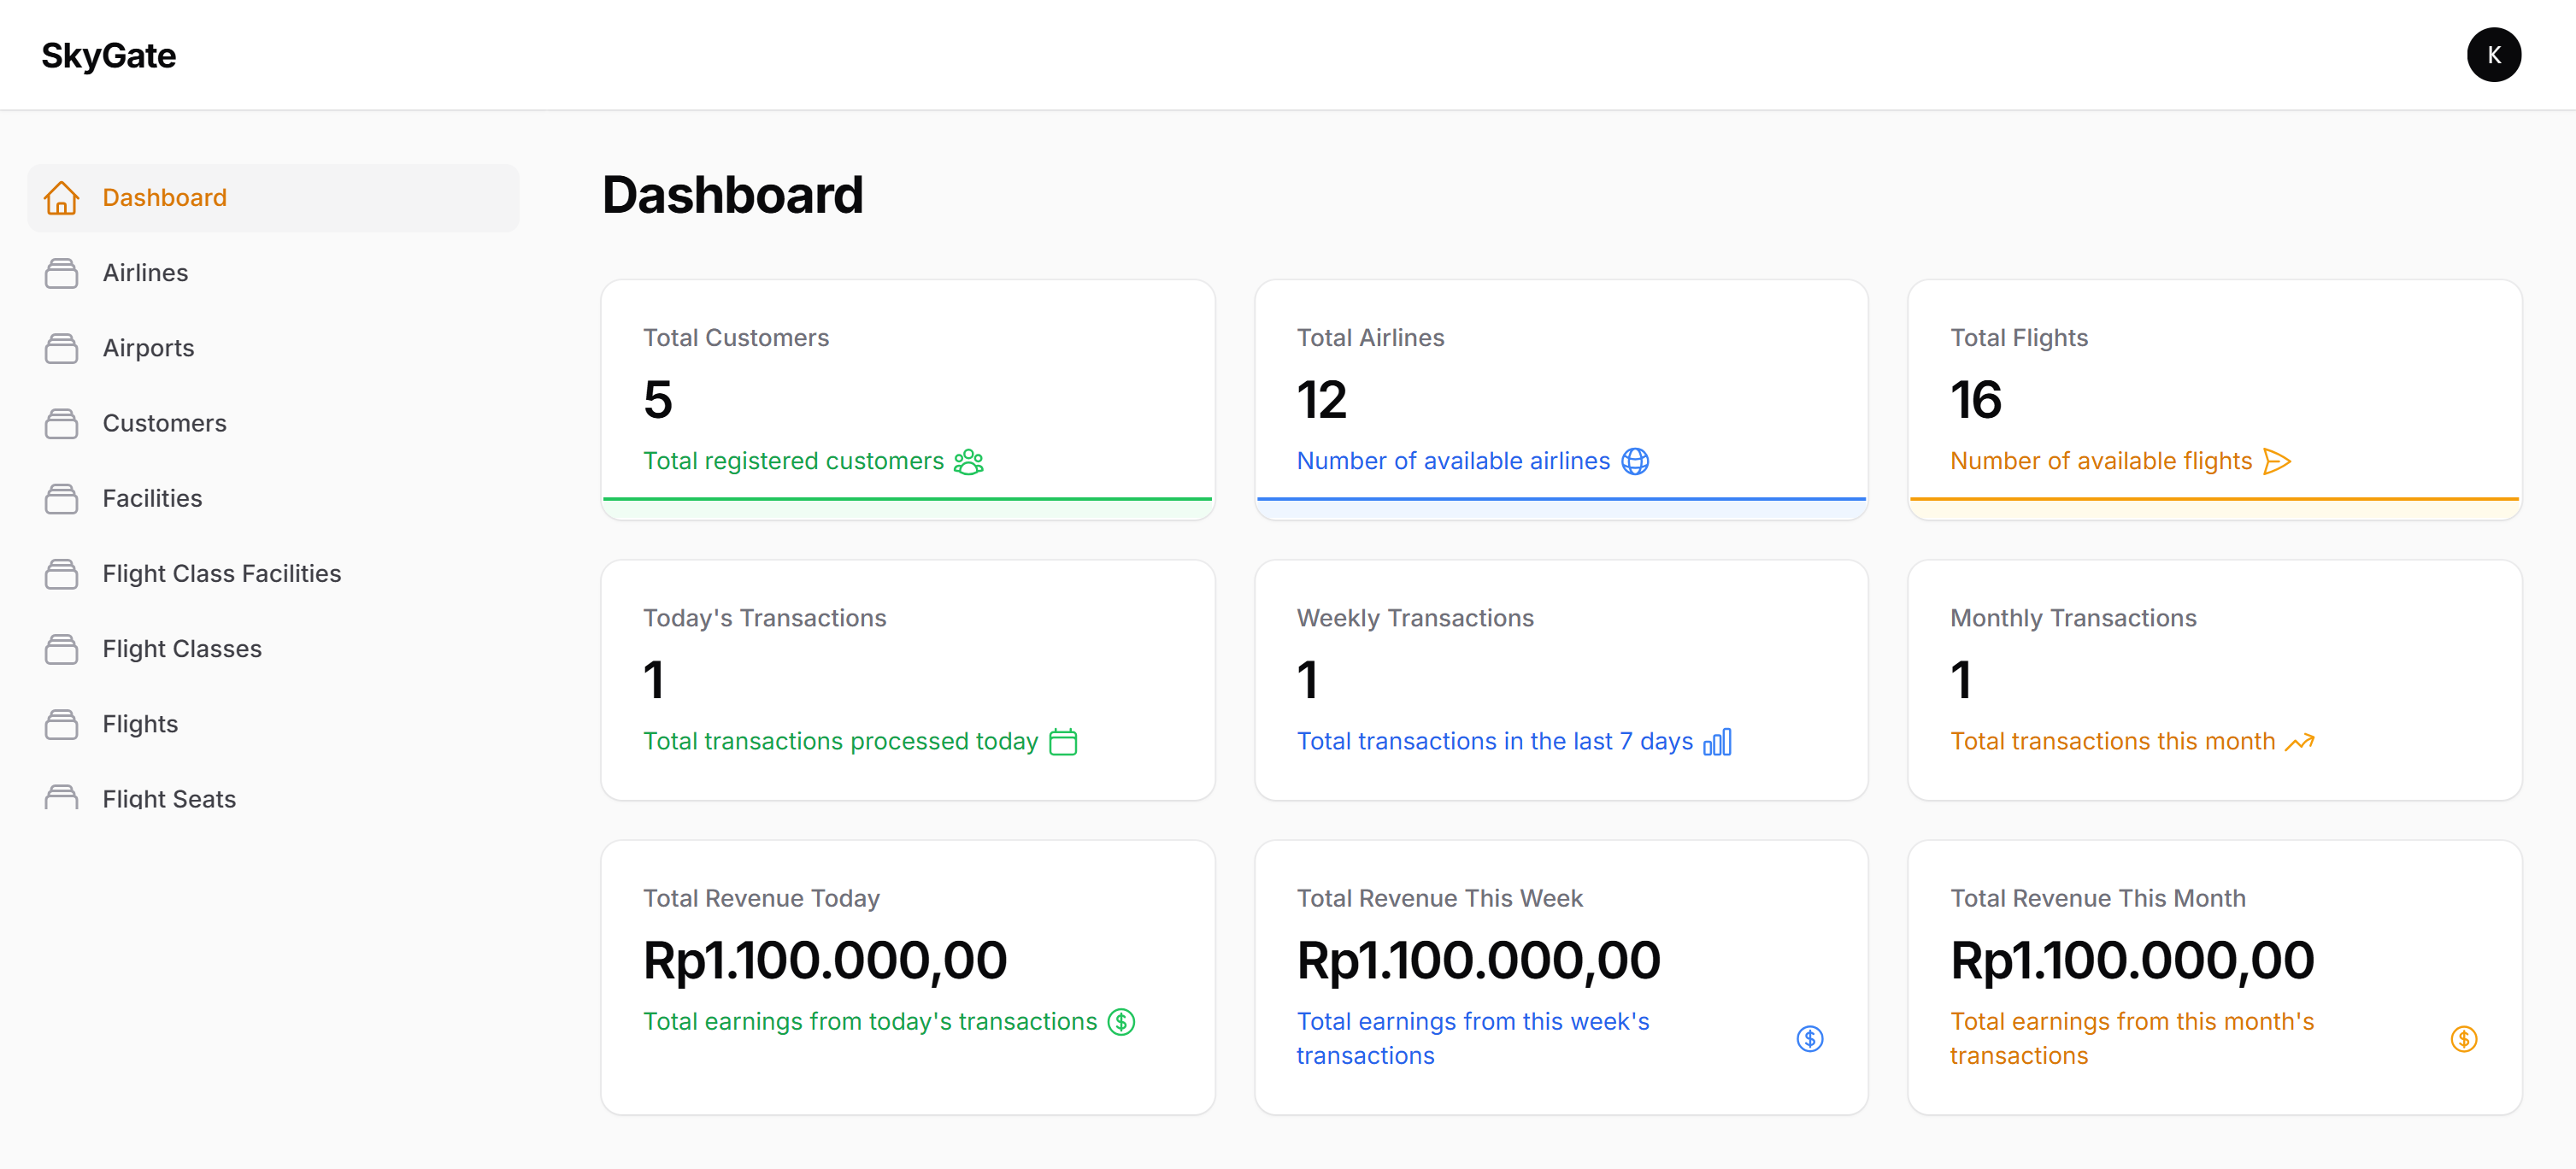 SkyGate
K
Dashboard
Airlines
Airports
Customers
Facilities
Flight Class Facilities
Flight Classes
Flights
Flight Seats
Dashboard
Total Customers
5
Total registered customers
Total Airlines
12
Number of available airlines
Total Flights
16
Number of available flights
Today's Transactions
1
Total transactions processed today
Weekly Transactions
1
Total transactions in the last 7 days
Monthly Transactions
1
Total transactions this month
Total Revenue Today
Rp1.100.000,00
Total earnings from today's transactions
Total Revenue This Week
Rp1.100.000,00
Total earnings from this week's
transactions
Total Revenue This Month
Rp1.100.000,00
Total earnings from this month's
transactions